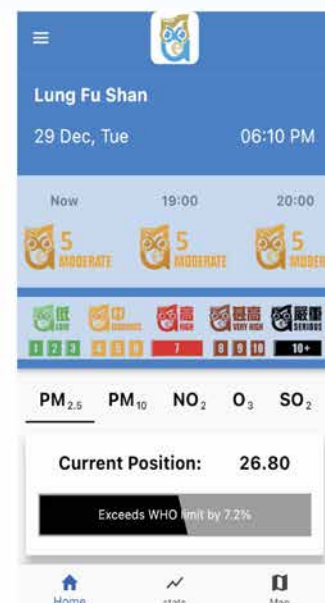 Lung Fu Shan
29 Dec, Tue 06:10 PM
Now 19:00 20:00
5 MODERATE 5 MODERATE 5 MODER
低 LOW 中 MODERATE 高 HIGH 甚高 VERY HIGH 嚴重 SERIOUS
1 2 3 4 5 6 7 8 9 10 10+
PM2.5 PM10 NO2 O3 SO2
Current Position: 26.80
Exceeds WHO limit by 7.2%
Home stats Map